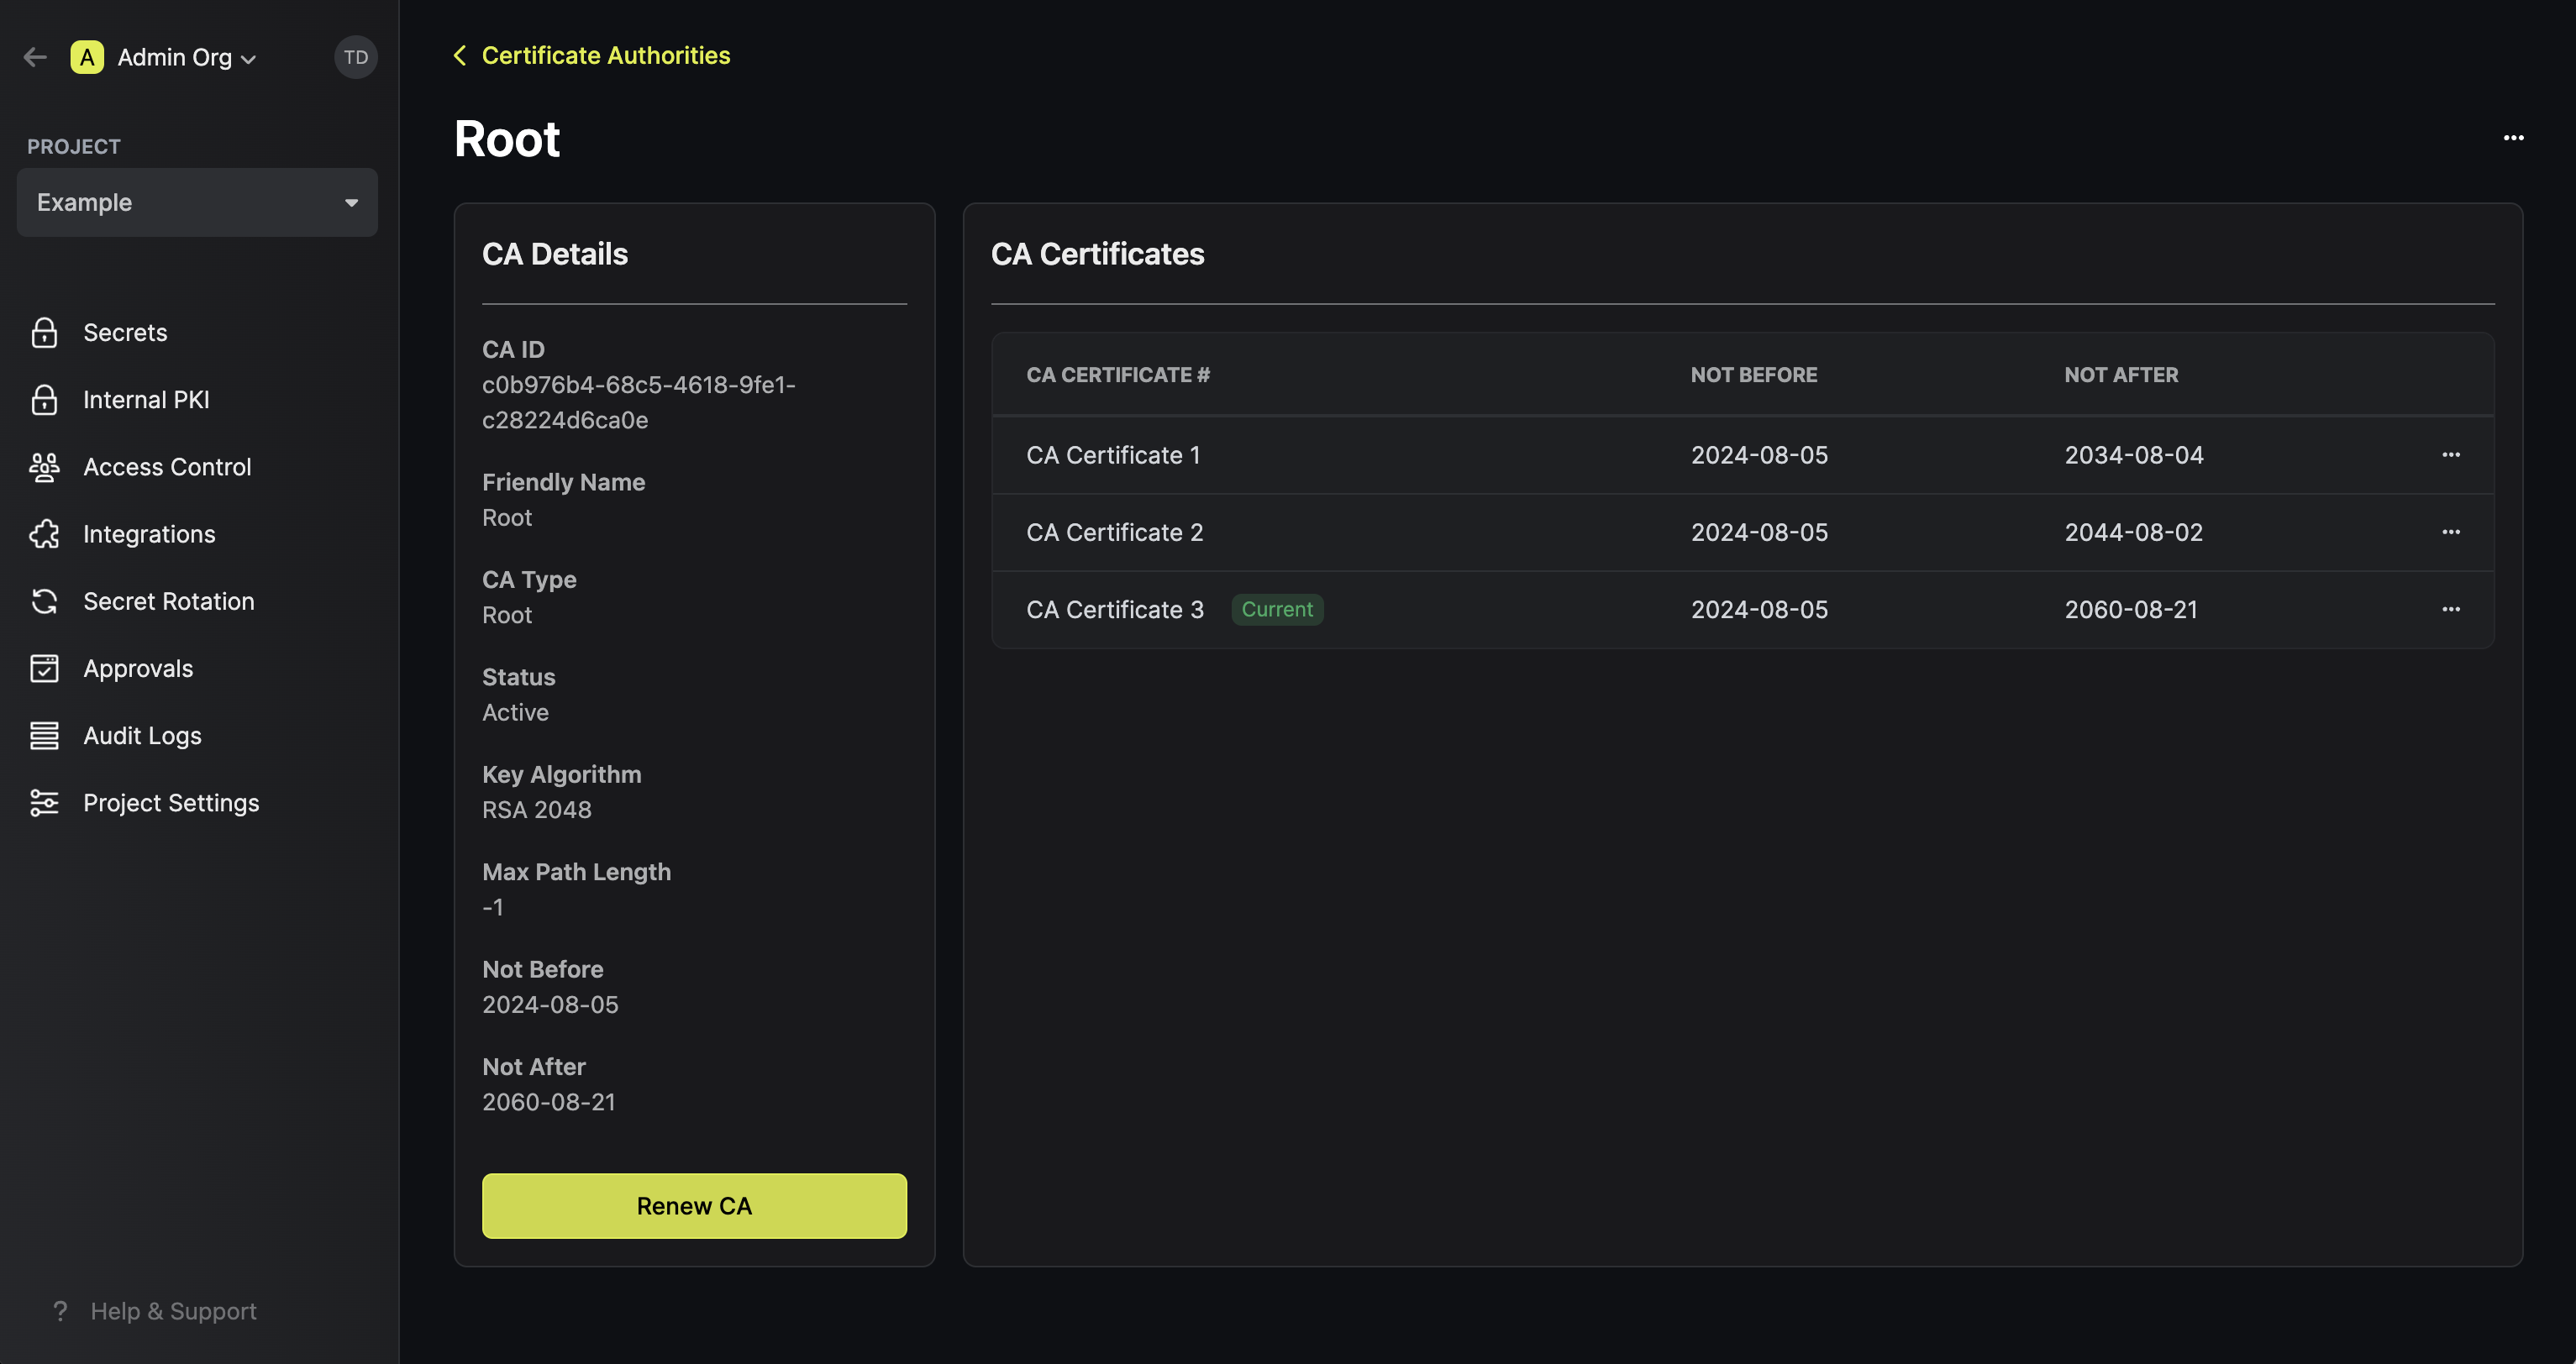 A Admin Org
TD
PROJECT
Example
Secrets
Internal PKI
Access Control
Integrations
Secret Rotation
Approvals
Audit Logs
Project Settings
? Help & Support
Certificate Authorities
Root
CA Details
CA ID
c0b976b4-68c5-4618-9fe1-
c28224d6ca0e
Friendly Name
Root
CA Type
Root
Status
Active
Key Algorithm
RSA 2048
Max Path Length
-1
Not Before
2024-08-05
Not After
2060-08-21
Renew CA
CA Certificates
CA CERTIFICATE # NOT BEFORE NOT AFTER
CA Certificate 1 2024-08-05 2034-08-04
CA Certificate 2 2024-08-05 2044-08-02
CA Certificate 3 Current 2024-08-05 2060-08-21